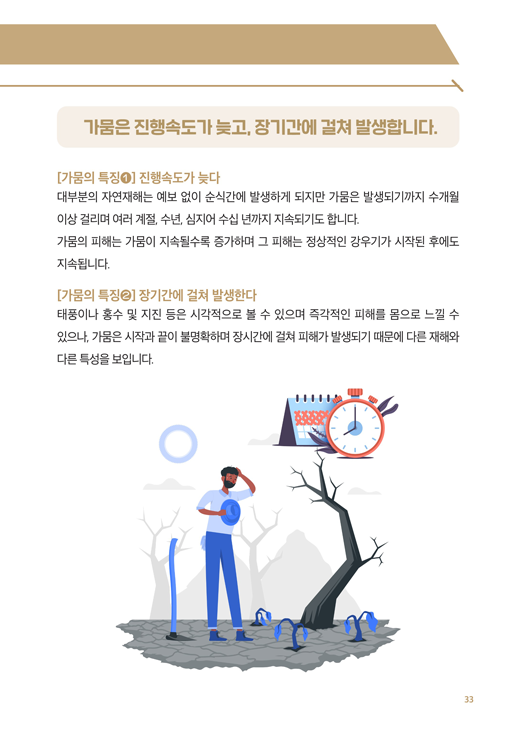 가뭄은 진행속도가 늦고, 장기간에 걸쳐 발생합니다.
[가뭄의 특징❶] 진행속도가 늦다
대부분의 자연재해는 예보 없이 순식간에 발생하게 되지만 가뭄은 발생되기까지 수개월
이상 걸리며 여러 계절, 수년, 심지어 수십 년까지 지속되기도 합니다.
가뭄의 피해는 가뭄이 지속될수록 증가하며 그 피해는 정상적인 강우기가 시작된 후에도
지속됩니다.
[가뭄의 특징❷] 장기간에 걸쳐 발생한다
태풍이나 홍수 및 지진 등은 시각적으로 볼 수 있으며 즉각적인 피해를 몸으로 느낄 수
있으나, 가뭄은 시작과 끝이 불명확하며 장시간에 걸쳐 피해가 발생되기 때문에 다른 재해와
다른 특성을 보입니다.
33